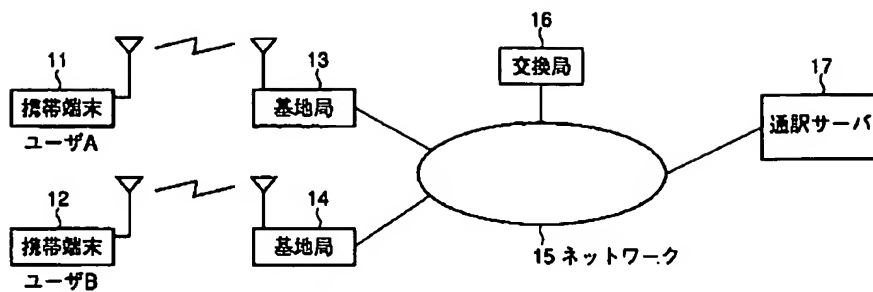 11
携帯端末
ユーザA
13
基地局
16
交換局
17
通訳サーバ
12
携帯端末
ユーザB
14
基地局
15 ネットワーク